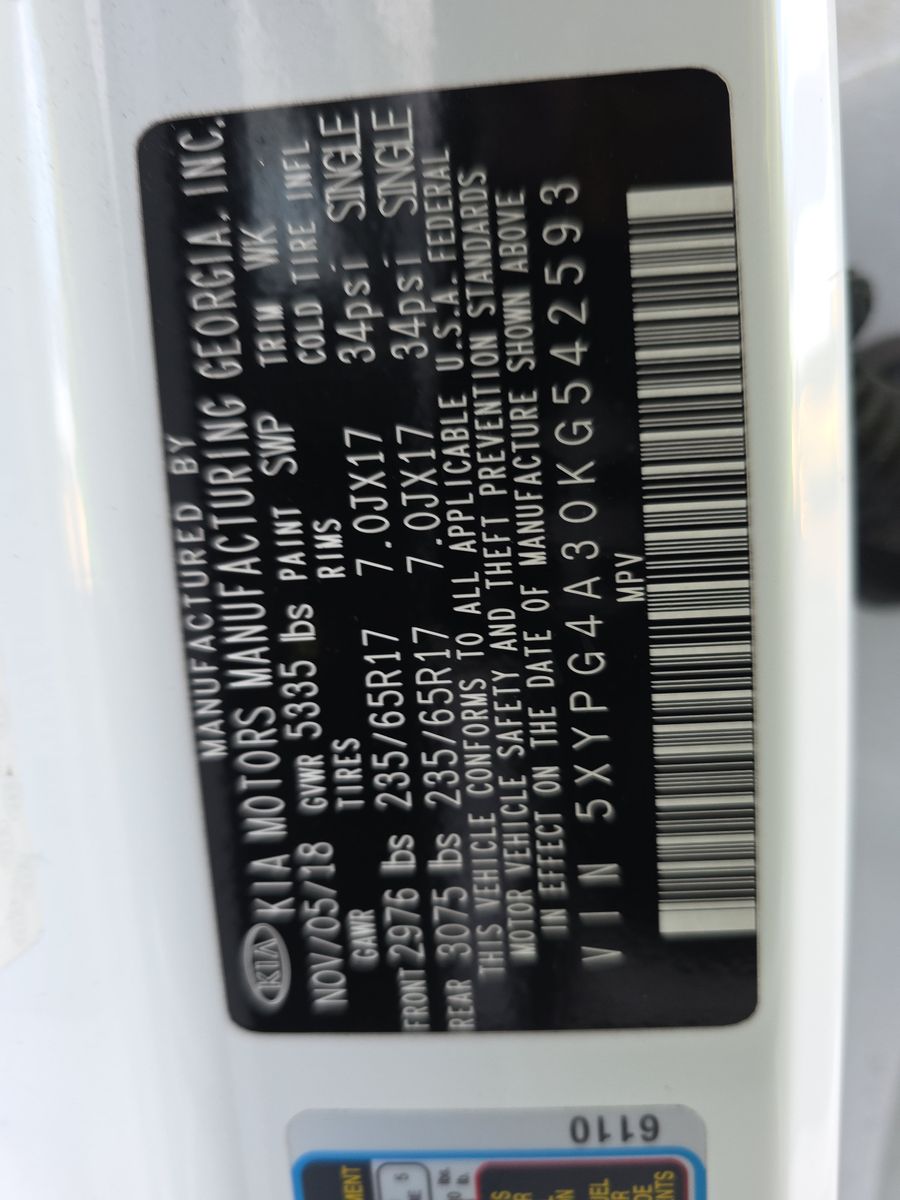 MANUFACTURED BY
KIA KIA MOTORS MANUFACTURING GEORGIA, INC.
NOV/05/18 GVWR 5335 lbs PAINT SWP TRIM WK
GAWR TIRES RIMS COLD TIRE INFL
FRONT 2976 lbs 235/65R17 7.0JX17 34psi SINGLE
REAR 3075 lbs 235/65R17 7.0JX17 34psi SINGLE
THIS VEHICLE CONFORMS TO ALL APPLICABLE U.S.A. FEDERAL
MOTOR VEHICLE SAFETY AND THEFT PREVENTION STANDARDS
IN EFFECT ON THE DATE OF MANUFACTURE SHOWN ABOVE
VIN 5XYPG4A30KG542593
MPV
6110